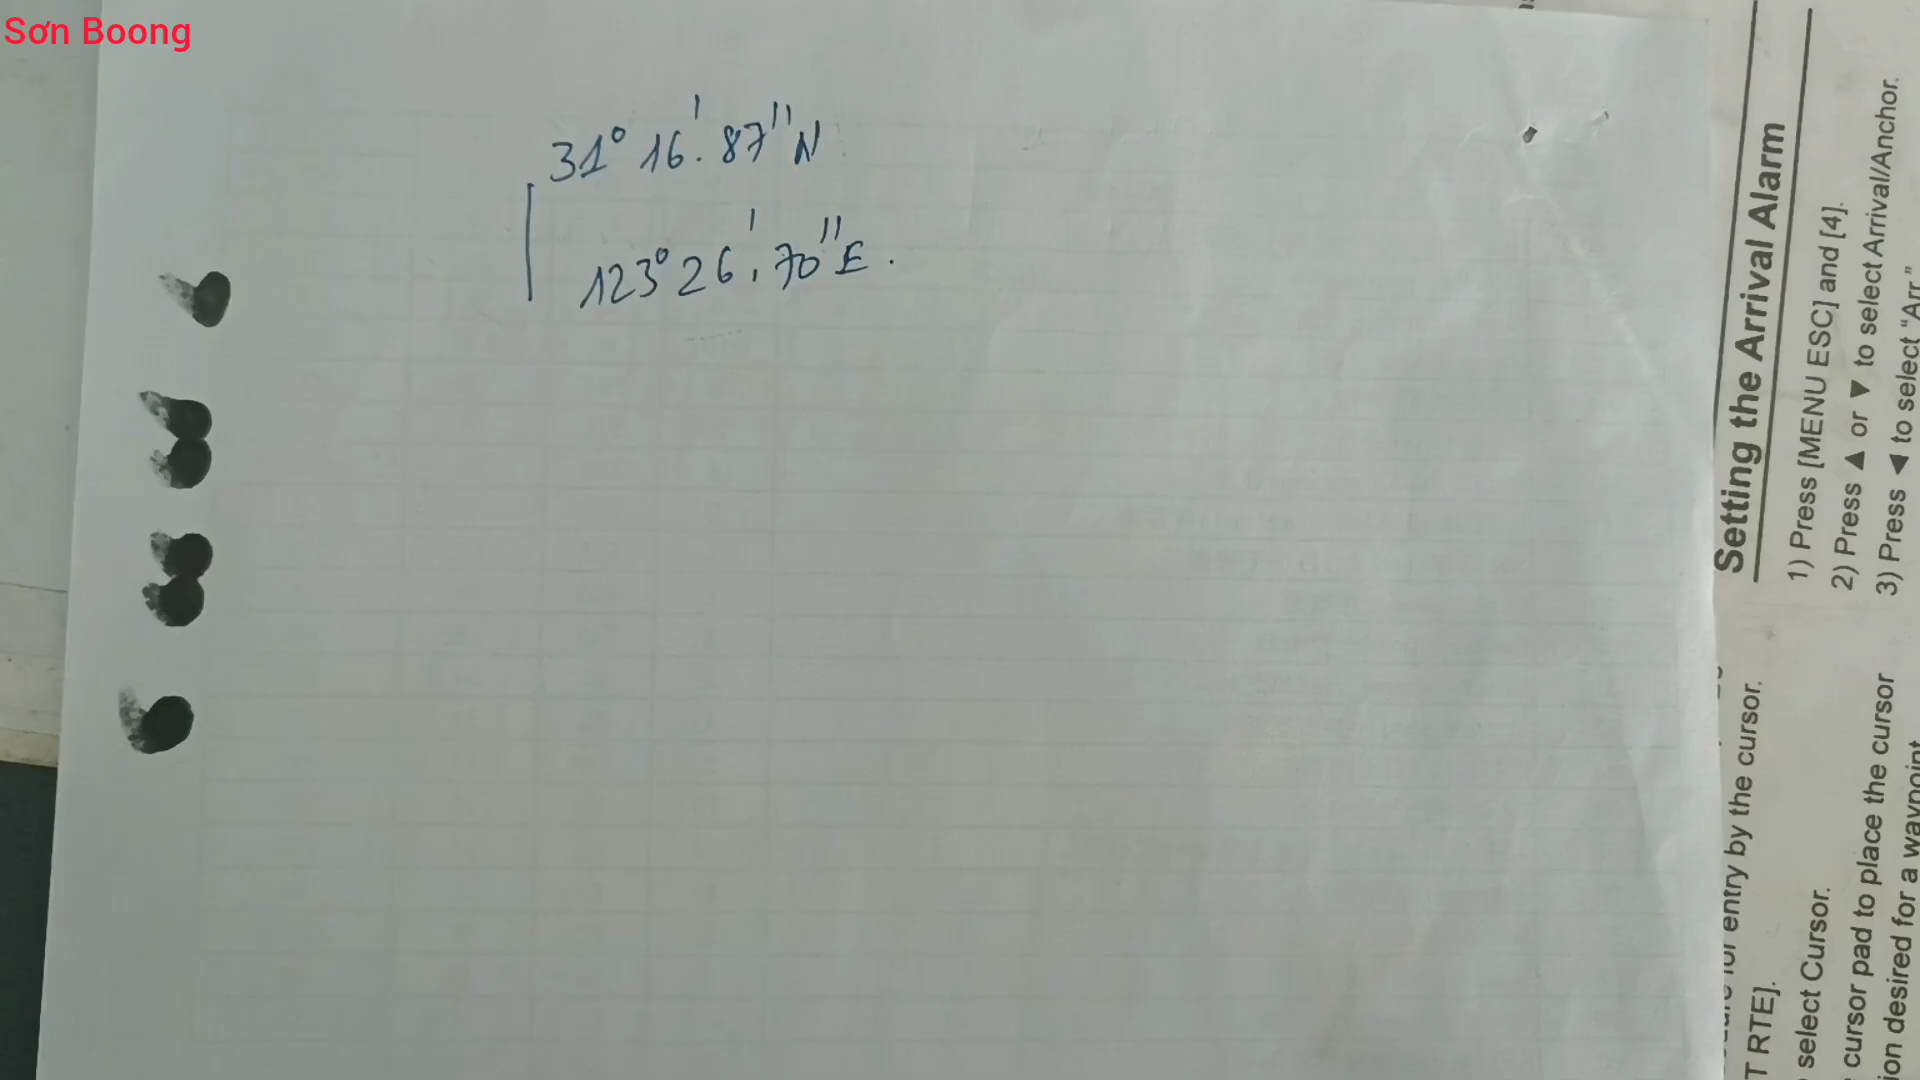 Sơn Boong
31° 16'. 87" N
123° 26'. 70" E.
Setting the Arrival Alarm
1) Press [MENU ESC] and [4].
2) Press ▲ or ▼ to select Arrival/Anchor.
3) Press ◄ to select “Arr.”
for entry by the cursor.
T RTE].
select Cursor.
cursor pad to place the cursor
ion desired for a waypoint